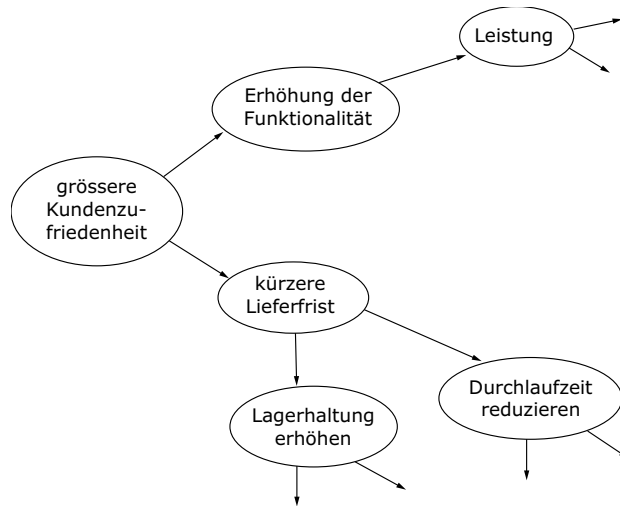 Leistung
Erhöhung der
Funktionalität
grössere
Kundenzu-
friedenheit
kürzere
Lieferfrist
Durchlaufzeit
reduzieren
Lagerhaltung
erhöhen